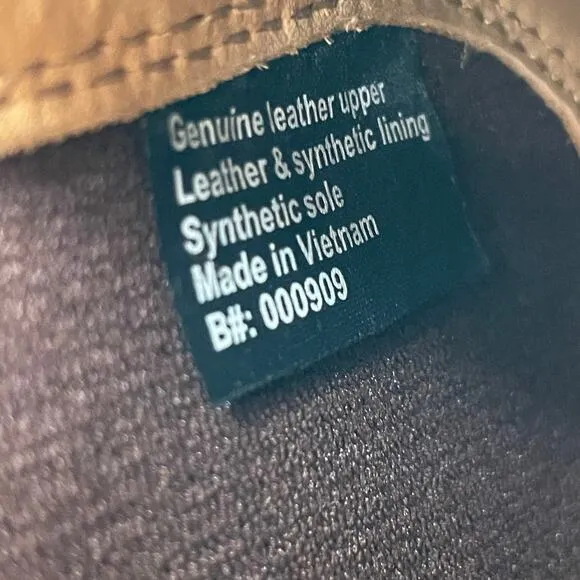 Genuine leather upper
Leather & synthetic lining
Synthetic sole
Made in Vietnam
B#: 000909